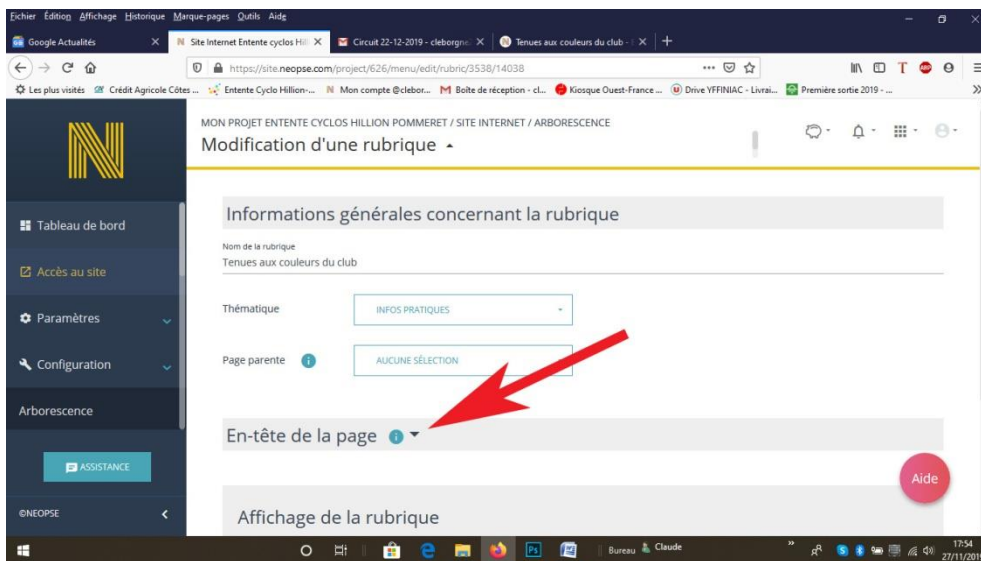 Fichier Édition Affichage Historique Marque-pages Outils Aide
Google Actualités
Site Internet Entente cyclos Hil
Circuit 22-12-2019 - cleborgne
Tenues aux couleurs du club -
https://site.neopse.com/project/626/menu/edit/rubric/3538/14038
Les plus visités Crédit Agricole Côtes ... Entente Cyclo Hillion-... Mon compte @clebor... Boîte de réception - cl... Kiosque Ouest-France ... Drive YFFINIAC - Livrai... Première sortie 2019 - ...
MON PROJET ENTENTE CYCLOS HILLION POMMERET / SITE INTERNET / ARBORESCENCE
Modification d'une rubrique
Tableau de bord
Accès au site
Paramètres
Configuration
Arborescence
ASSISTANCE
©NEOPSE
Informations générales concernant la rubrique
Nom de la rubrique
Tenues aux couleurs du club
Thématique
INFOS PRATIQUES
Page parente
AUCUNE SÉLECTION
En-tête de la page
Affichage de la rubrique
Aide
Bureau
Claude
17:54
27/11/201